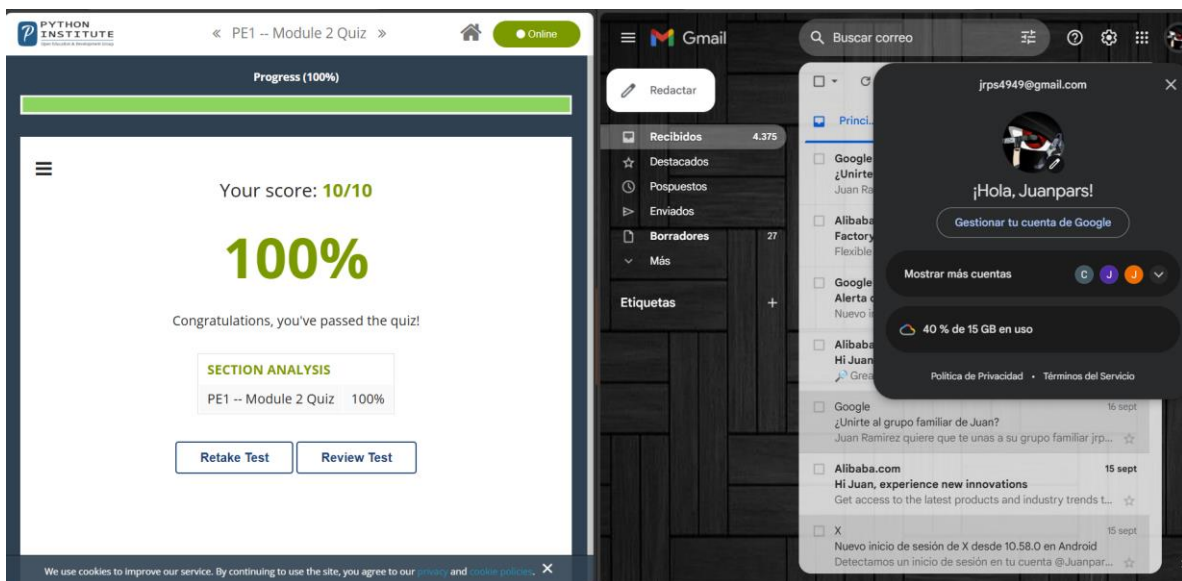 PYTHON
INSTITUTE
Open Education & Development Group
« PE1 -- Module 2 Quiz »
Online
Progress (100%)
Your score: 10/10
100%
Congratulations, you've passed the quiz!
SECTION ANALYSIS
PE1 -- Module 2 Quiz 100%
Retake Test
Review Test
We use cookies to improve our service. By continuing to use the site, you agree to our privacy and cookie policies. ✕
Gmail
Buscar correo
Redactar
Recibidos 4.375
Destacados
Pospuestos
Enviados
Borradores 27
Más
Etiquetas +
Princi...
Google
¿Unirte
Juan Ra
Alibaba
Factory
Flexible
Google
Alerta
Nuevo
Alibaba
Hi Juan
Grea
Google 16 sept
¿Unirte al grupo familiar de Juan?
Juan Ramirez quiere que te unas a su grupo familiar jrp...
Alibaba.com 15 sept
Hi Juan, experience new innovations
Get access to the latest products and industry trends t...
X 15 sept
Nuevo inicio de sesión de X desde 10.58.0 en Android
Detectamos un inicio de sesión en tu cuenta @Juanpar...
jrps4949@gmail.com
¡Hola, Juanpars!
Gestionar tu cuenta de Google
Mostrar más cuentas C J J
40 % de 15 GB en uso
Política de Privacidad • Términos del Servicio